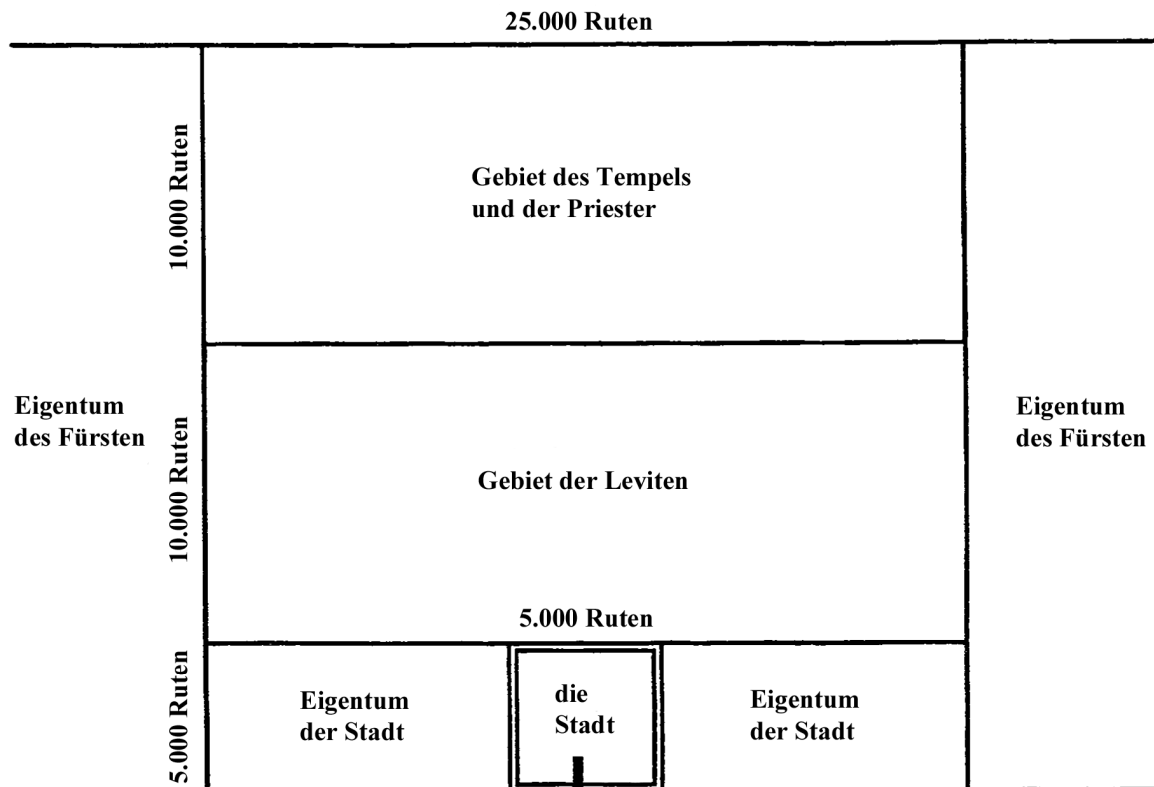 25.000 Ruten
10.000 Ruten
Gebiet des Tempels
und der Priester
Eigentum
des Fürsten
10.000 Ruten
Gebiet der Leviten
Eigentum
des Fürsten
5.000 Ruten
5.000 Ruten
Eigentum
der Stadt
die
Stadt
Eigentum
der Stadt